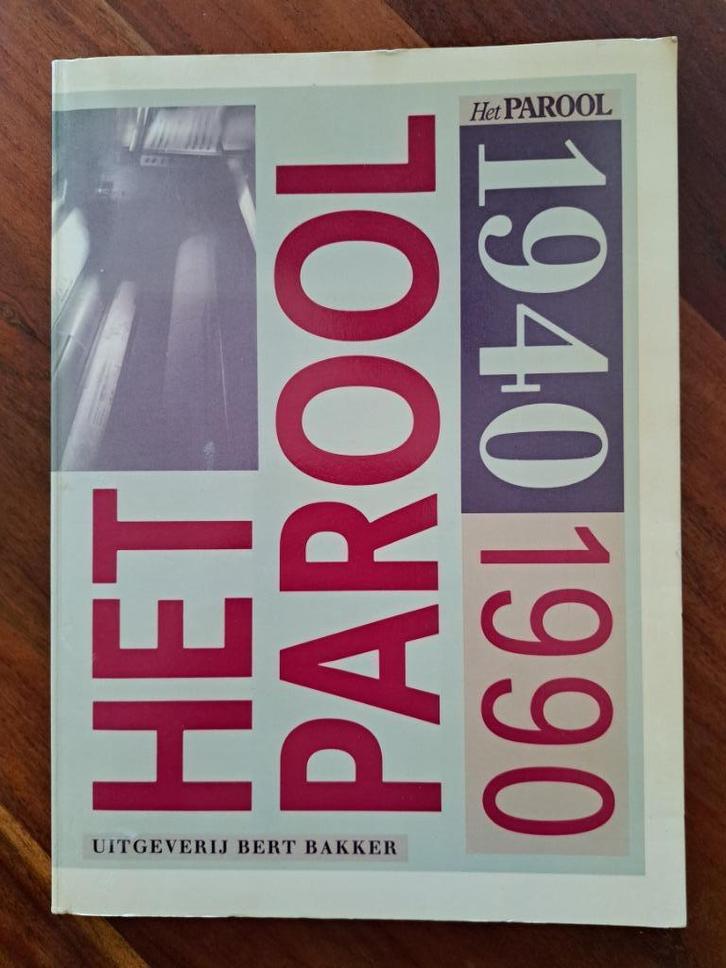 Het PAROOL
HET
PAROOL
1940
1990
UITGEVERIJ BERT BAKKER